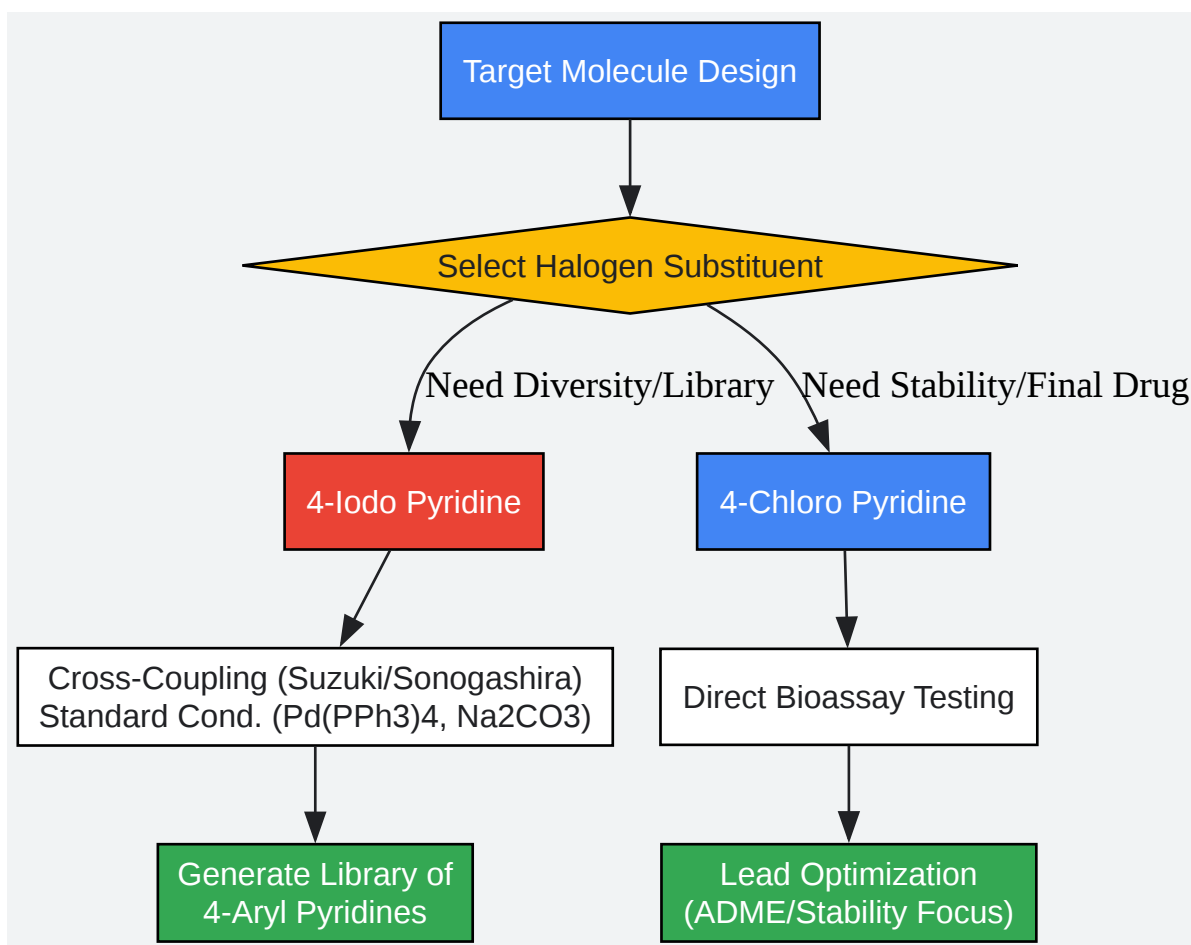 Target Molecule Design
Select Halogen Substituent
Need Diversity/Library
Need Stability/Final Drug
4-Iodo Pyridine
4-Chloro Pyridine
Cross-Coupling (Suzuki/Sonogashira)
Standard Cond. (Pd(PPh3)4, Na2CO3)
Direct Bioassay Testing
Generate Library of
4-Aryl Pyridines
Lead Optimization
(ADME/Stability Focus)